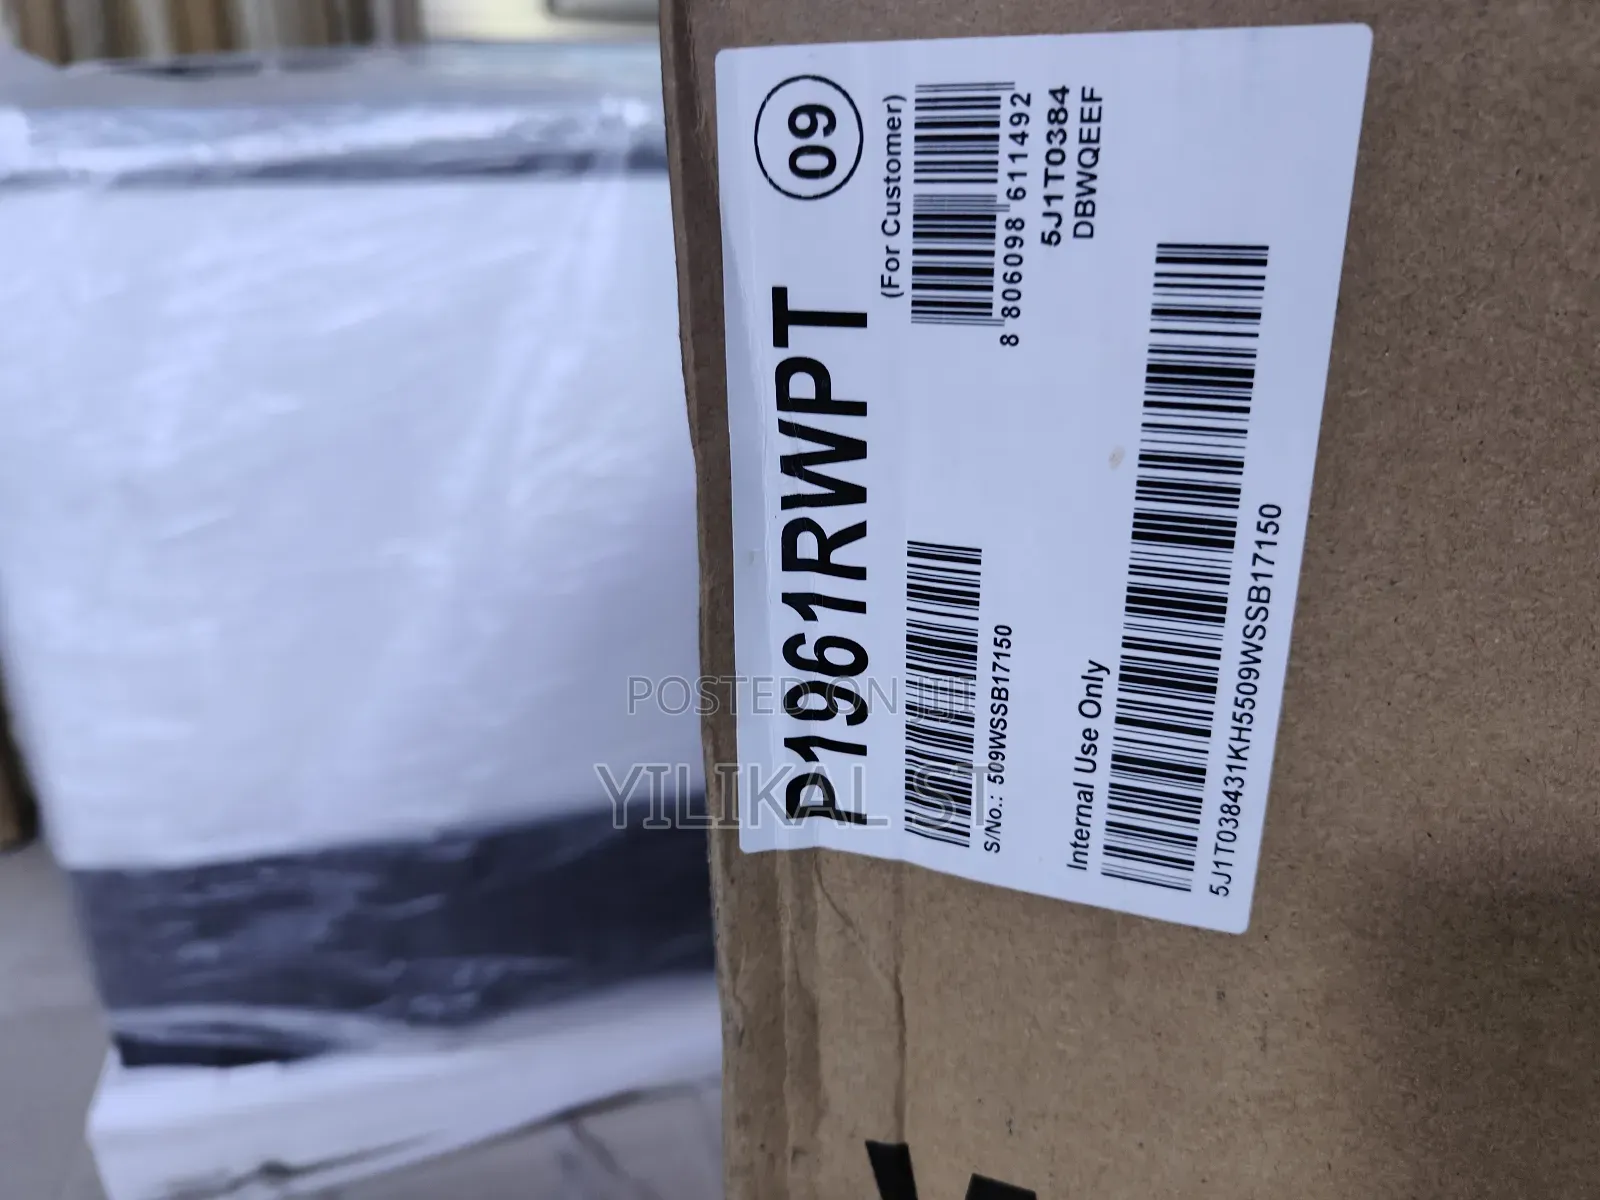 P1961RWPT
09
(For Customer)
8 806098 611492
5J1T0384
DBWQEEF
S/No.: 509WSSB17150
Internal Use Only
5J1T038431KH5509WSSB17150
POSTED ON JIJI
YILIKAL ST